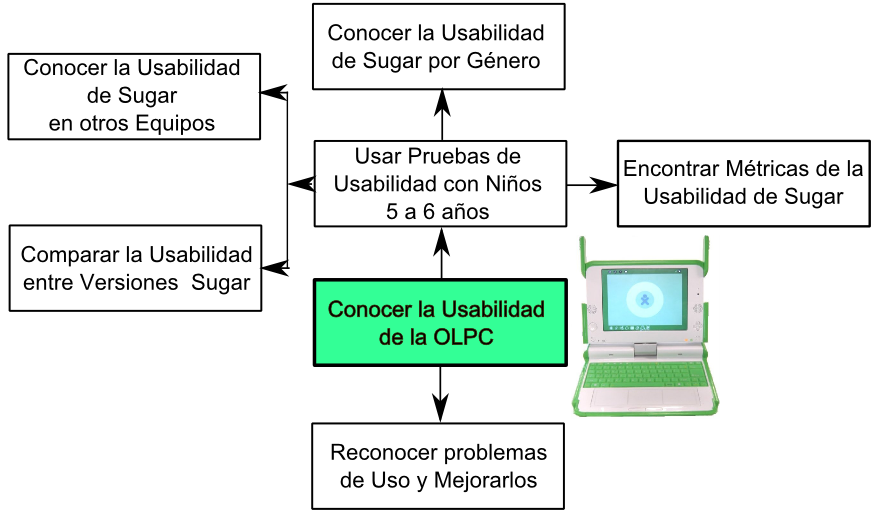 Conocer la Usabilidad
de Sugar por Género
Conocer la Usabilidad
de Sugar
en otros Equipos
Usar Pruebas de
Usabilidad con Niños
5 a 6 años
Encontrar Métricas de la
Usabilidad de Sugar
Comparar la Usabilidad
entre Versiones  Sugar
Conocer la Usabilidad
de la OLPC
Reconocer problemas
de Uso y Mejorarlos